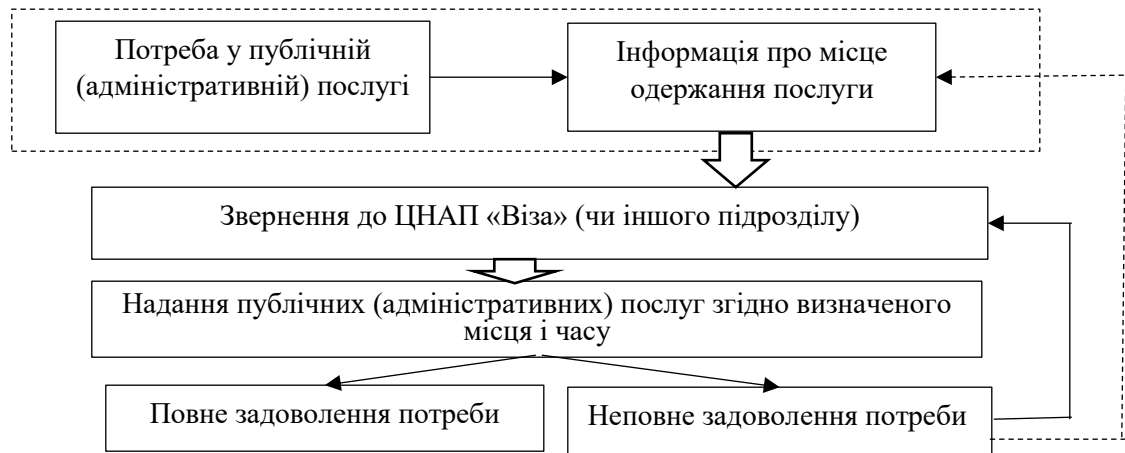 Потреба у публічній
(адміністративній) послугі
Інформація про місце
одержання послуги
Звернення до ЦНАП «Віза» (чи іншого підрозділу)
Надання публічних (адміністративних) послуг згідно визначеного
місця і часу
Повне задоволення потреби
Неповне задоволення потреби